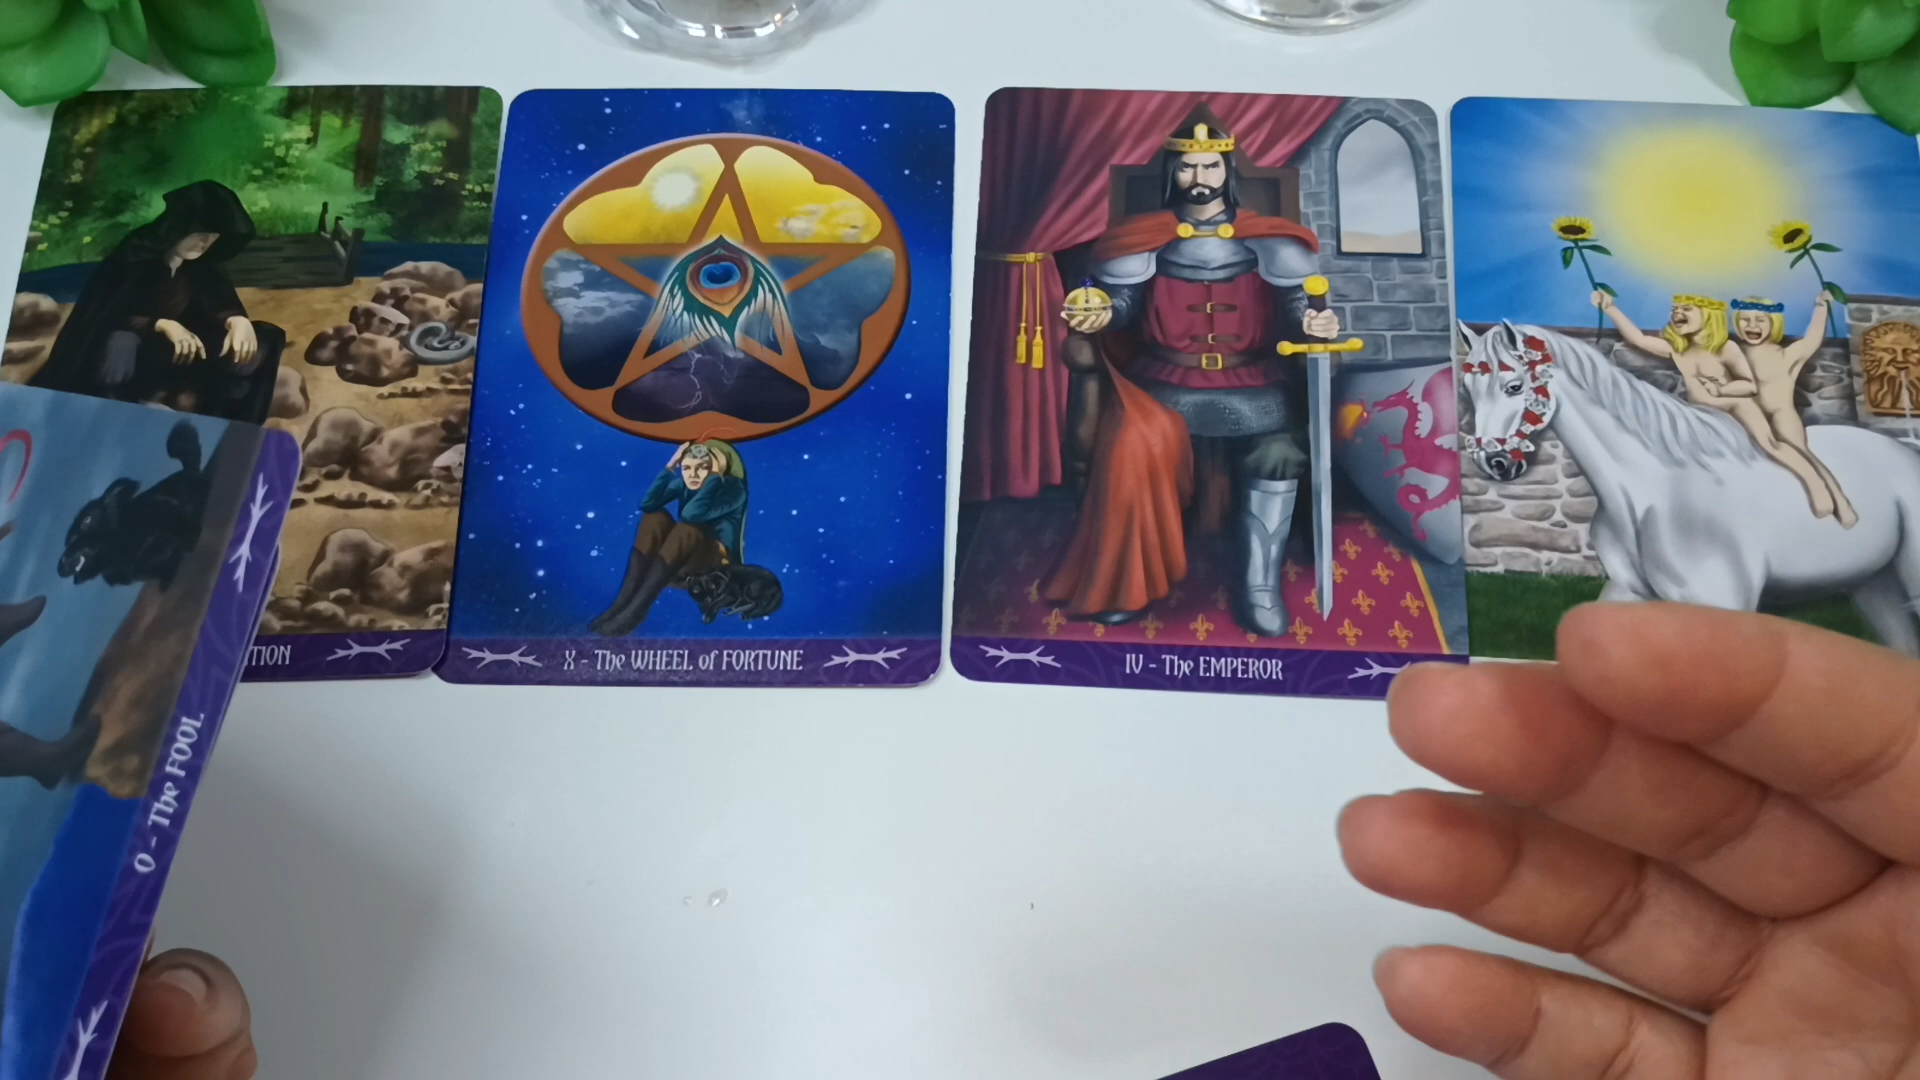 TION
X - The WHEEL of FORTUNE
IV - The EMPEROR
0 - The FOOL